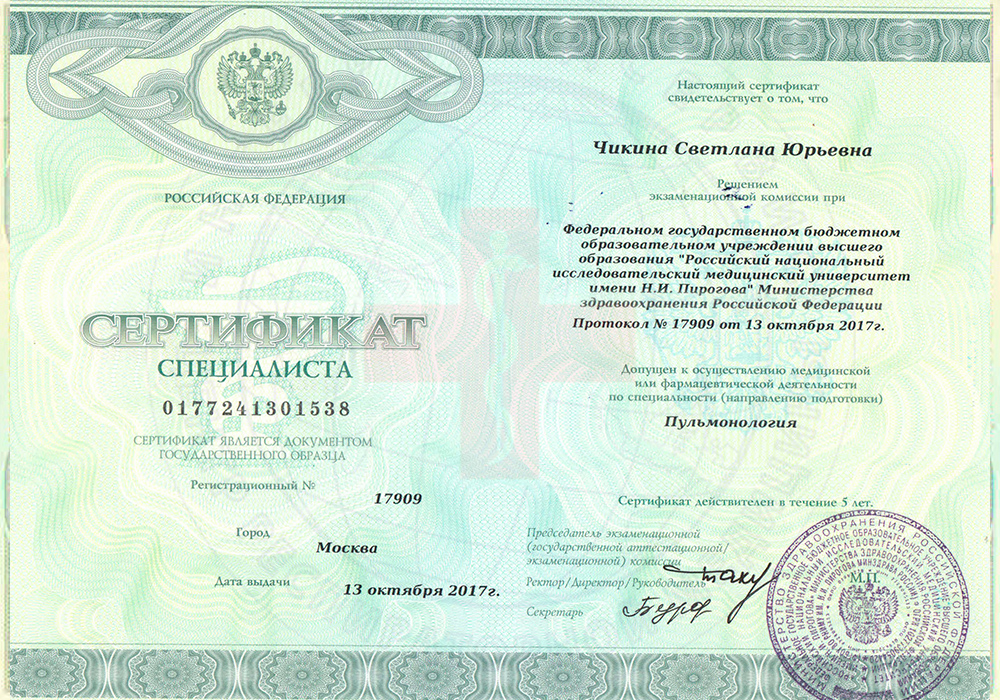 РОССИЙСКАЯ ФЕДЕРАЦИЯ
СЕРТИФИКАТ
СПЕЦИАЛИСТА
0177241301538
СЕРТИФИКАТ ЯВЛЯЕТСЯ ДОКУМЕНТОМ
ГОСУДАРСТВЕННОГО ОБРАЗЦА
Регистрационный №
17909
Город
Москва
Дата выдачи
13 октября 2017г.
Настоящий сертификат
свидетельствует о том, что
Чикина Светлана Юрьевна
Решением
экзаменационной комиссии при
Федеральном государственном бюджетном
образовательном учреждении высшего
образования "Российский национальный
исследовательский медицинский университет
имени Н.И. Пирогова" Министерства
здравоохранения Российской Федерации
Протокол № 17909 от 13 октября 2017г.
Допущен к осуществлению медицинской
или фармацевтической деятельности
по специальности (направлению подготовки)
Пульмонология
Сертификат действителен в течение 5 лет.
Председатель экзаменационной
(государственной аттестационной/
экзаменационной) комиссии
Ректор/Директор/Руководитель
Секретарь
М.П.